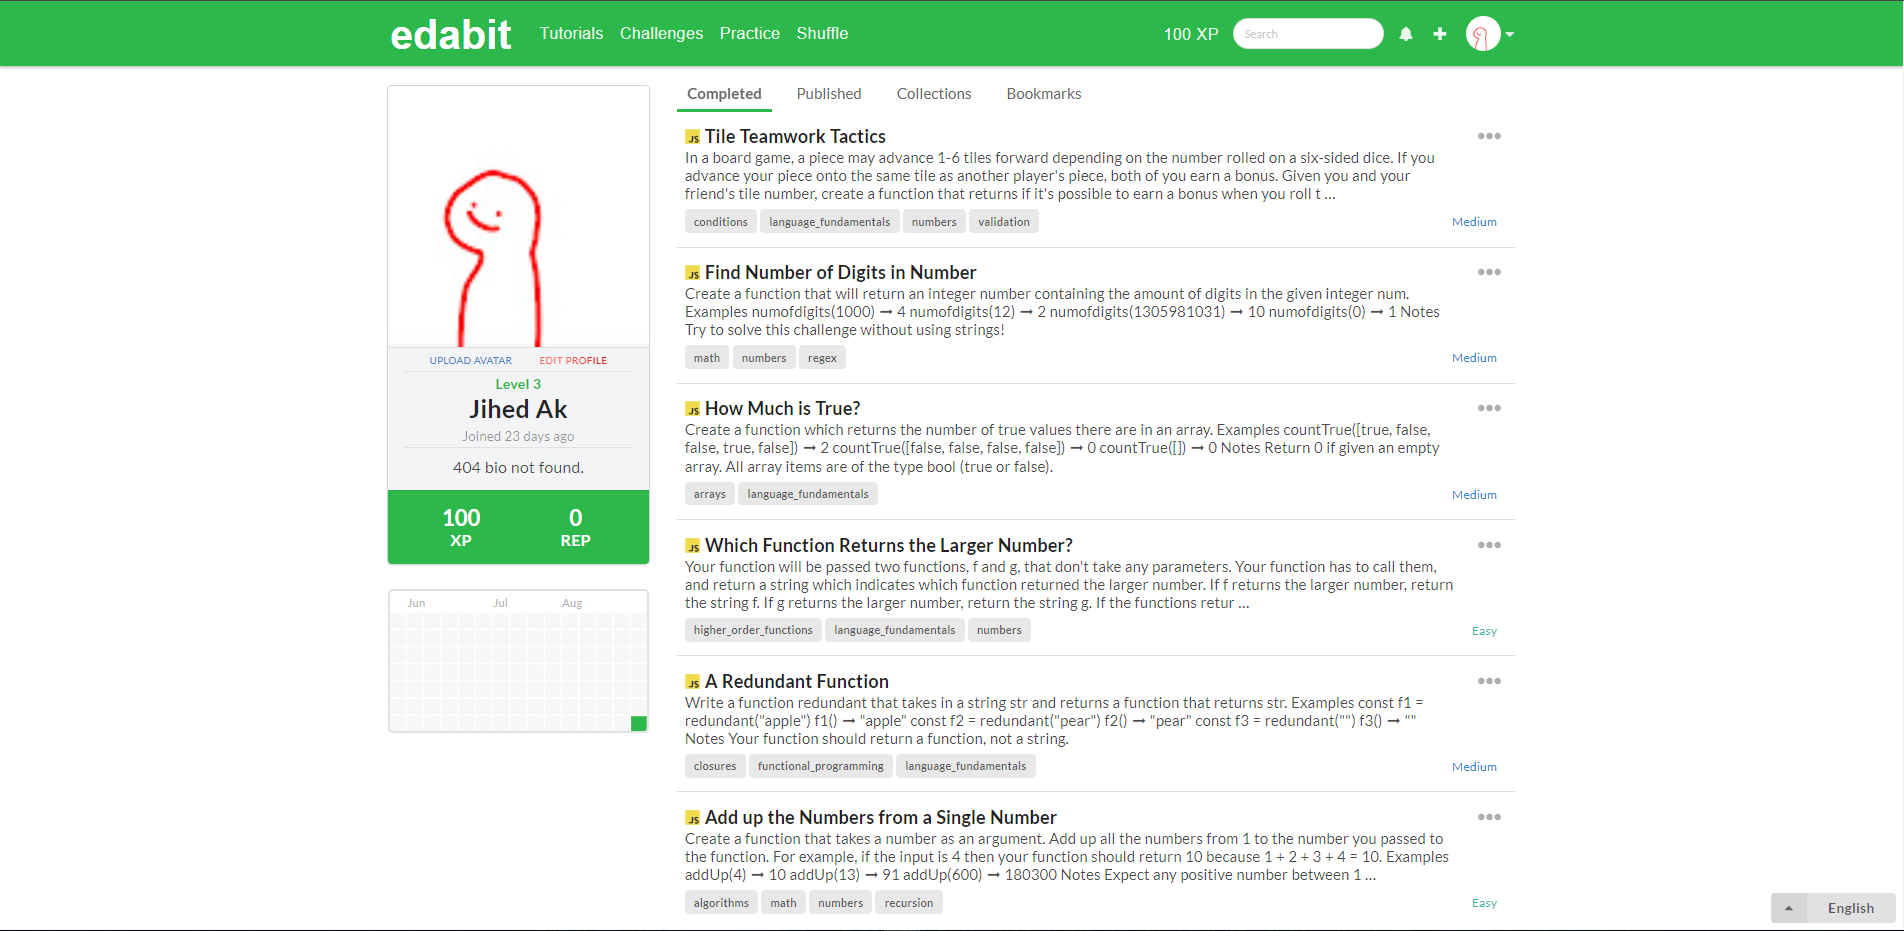 edabit
Tutorials Challenges Practice Shuffle
100 XP
Search
UPLOAD AVATAR EDIT PROFILE
Level 3
Jihed Ak
Joined 23 days ago
404 bio not found.
100 0
XP REP
Jun Jul Aug
Completed Published Collections Bookmarks
JS Tile Teamwork Tactics
In a board game, a piece may advance 1-6 tiles forward depending on the number rolled on a six-sided dice. If you
advance your piece onto the same tile as another player's piece, both of you earn a bonus. Given you and your
friend's tile number, create a function that returns if it's possible to earn a bonus when you roll t ...
conditions language_fundamentals numbers validation
Medium
JS Find Number of Digits in Number
Create a function that will return an integer number containing the amount of digits in the given integer num.
Examples numofdigits(1000) ➞ 4 numofdigits(12) ➞ 2 numofdigits(1305981031) ➞ 10 numofdigits(0) ➞ 1 Notes
Try to solve this challenge without using strings!
math numbers regex
Medium
JS How Much is True?
Create a function which returns the number of true values there are in an array. Examples countTrue([true, false,
false, true, false]) ➞ 2 countTrue([false, false, false, false]) ➞ 0 countTrue([]) ➞ 0 Notes Return 0 if given an empty
array. All array items are of the type bool (true or false).
arrays language_fundamentals
Medium
JS Which Function Returns the Larger Number?
Your function will be passed two functions, f and g, that don't take any parameters. Your function has to call them,
and return a string which indicates which function returned the larger number. If f returns the larger number, return
the string f. If g returns the larger number, return the string g. If the functions retur ...
higher_order_functions language_fundamentals numbers
Easy
JS A Redundant Function
Write a function redundant that takes in a string str and returns a function that returns str. Examples const f1 =
redundant("apple") f1() ➞ "apple" const f2 = redundant("pear") f2() ➞ "pear" const f3 = redundant("") f3() ➞ ""
Notes Your function should return a function, not a string.
closures functional_programming language_fundamentals
Medium
JS Add up the Numbers from a Single Number
Create a function that takes a number as an argument. Add up all the numbers from 1 to the number you passed to
the function. For example, if the input is 4 then your function should return 10 because 1 + 2 + 3 + 4 = 10. Examples
addUp(4) ➞ 10 addUp(13) ➞ 91 addUp(600) ➞ 180300 Notes Expect any positive number between 1 ...
algorithms math numbers recursion
Easy
English